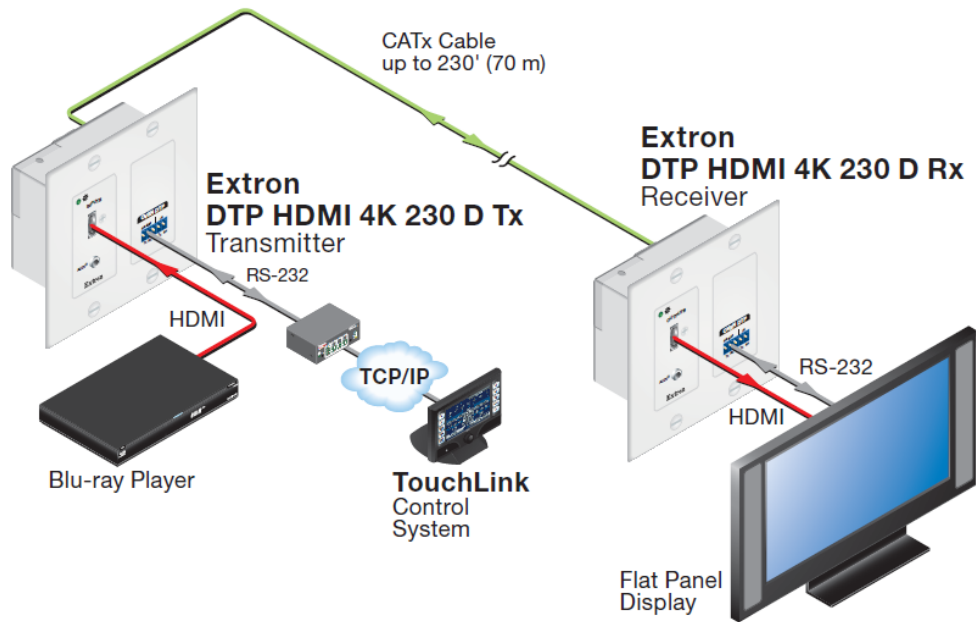 CATx Cable
up to 230' (70 m)
Extron
DTP HDMI 4K 230 D Tx
Transmitter
Extron
DTP HDMI 4K 230 D Rx
Receiver
RS-232
HDMI
Extron
TCP/IP
Blu-ray Player
TouchLink
Control
System
Extron
RS-232
HDMI
Flat Panel
Display